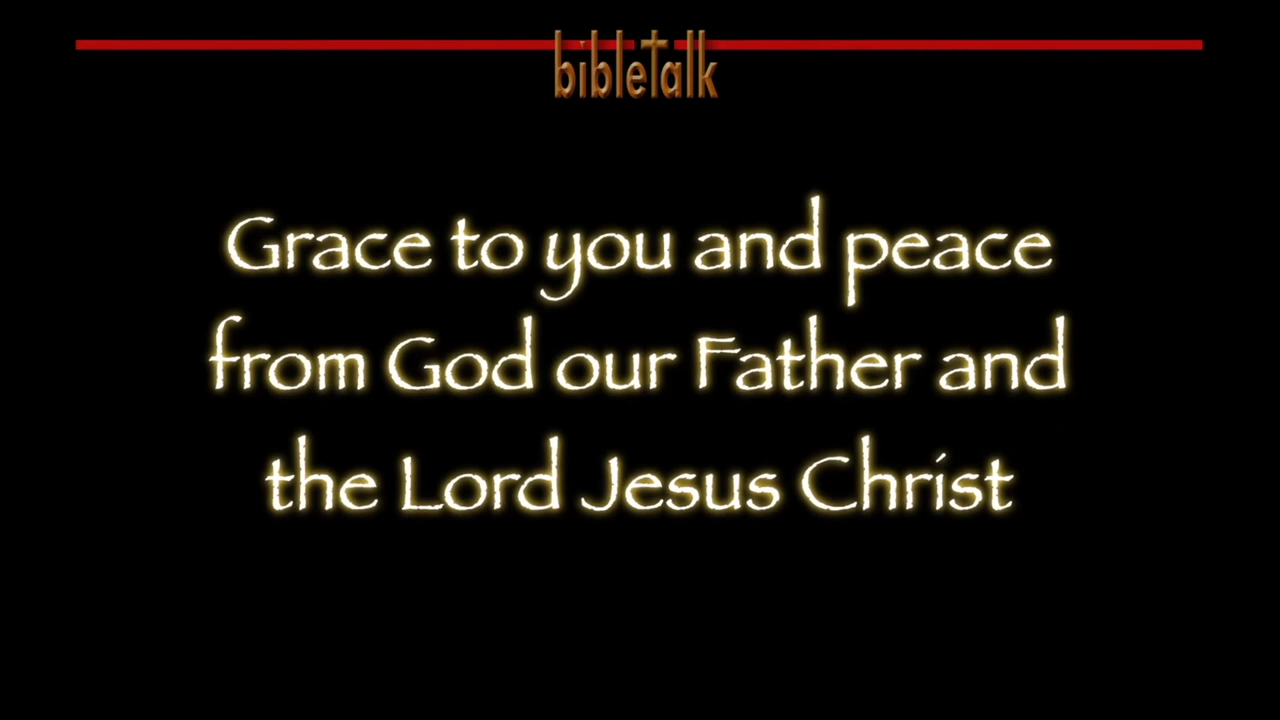 bibleTalk
Grace to you and peace
from God our Father and
the Lord Jesus Christ